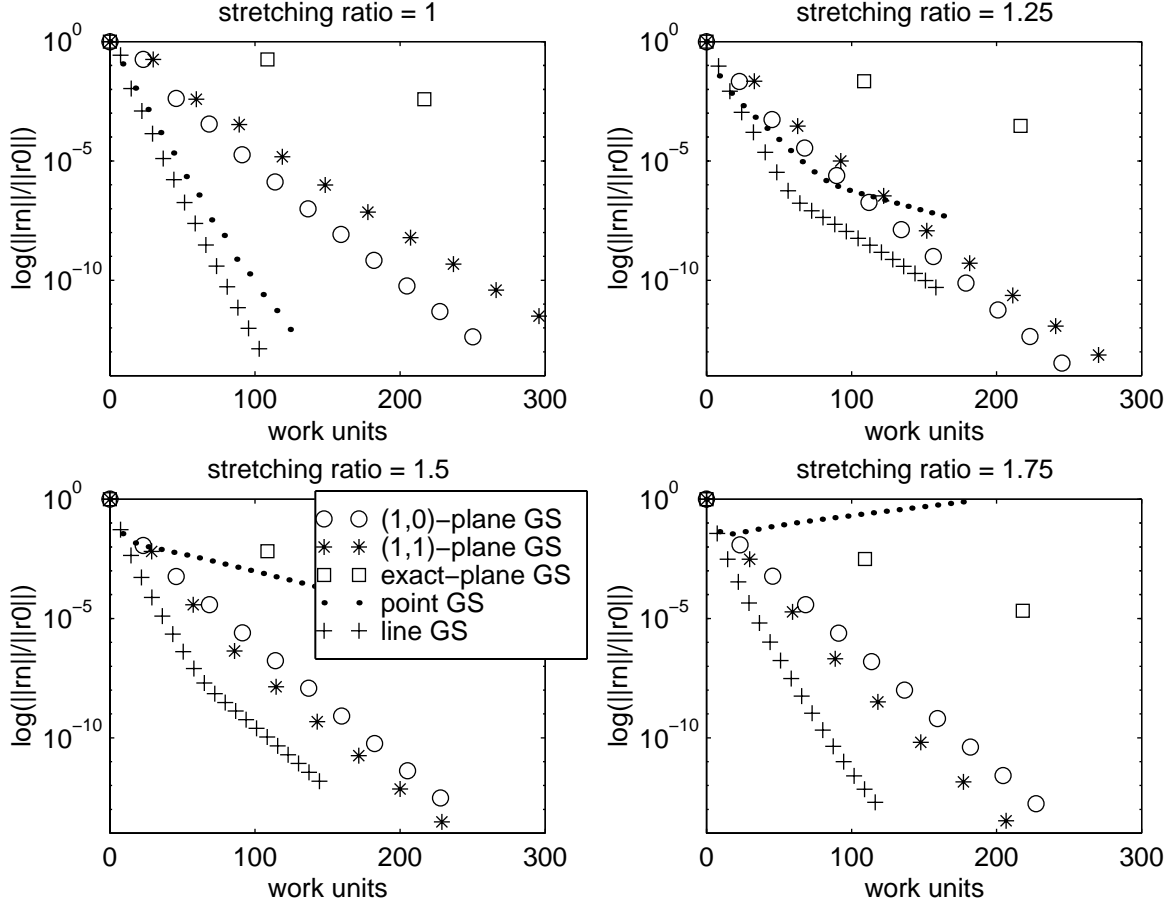 stretching ratio = 1
10^0
10^-5
10^-10
log(||rn||/||r0||)
0 100 200 300
work units
stretching ratio = 1.25
10^0
10^-5
10^-10
log(||rn||/||r0||)
0 100 200 300
work units
stretching ratio = 1.5
10^0
10^-5
10^-10
log(||rn||/||r0||)
(1,0)−plane GS
(1,1)−plane GS
exact−plane GS
point GS
line GS
0 100 200 300
work units
stretching ratio = 1.75
10^0
10^-5
10^-10
log(||rn||/||r0||)
0 100 200 300
work units